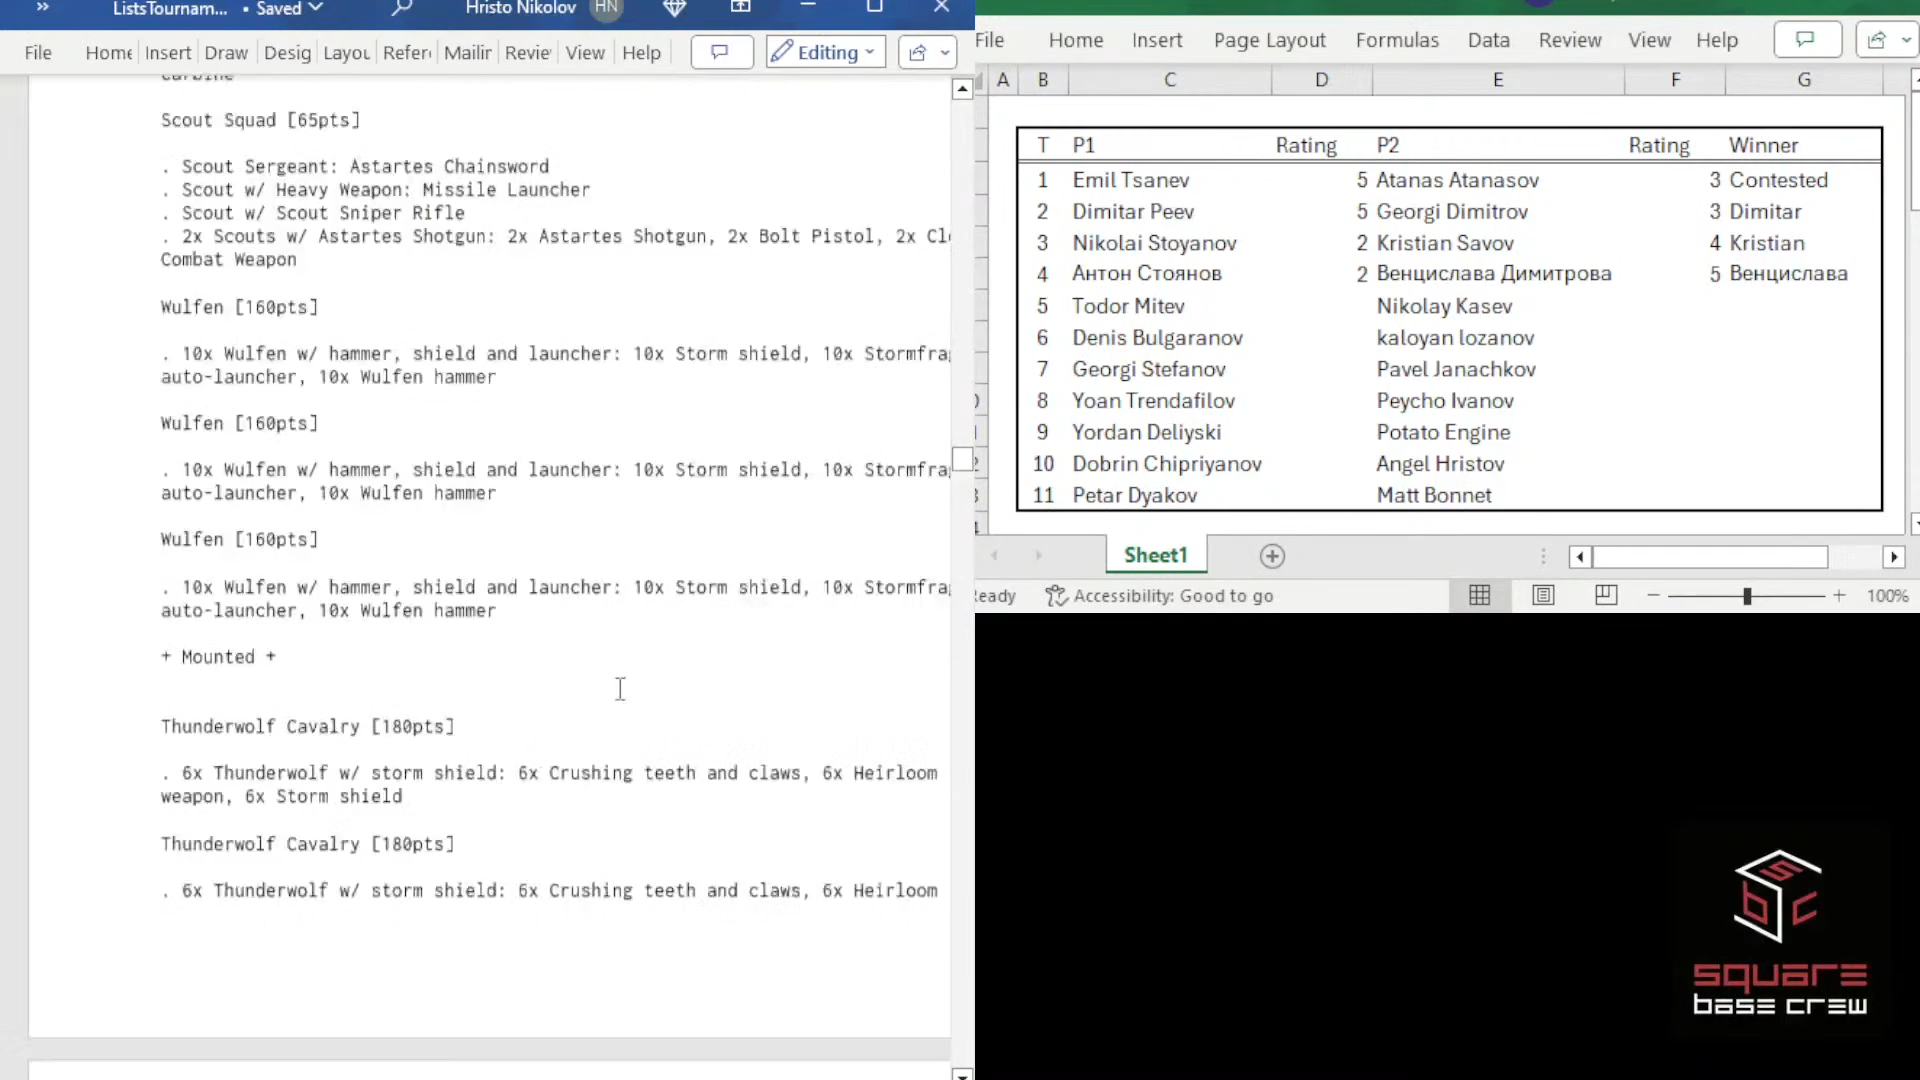 ListsTournam... • Saved
Hristo Nikolov HN
File Home Insert Draw Desig Layou Refer Mailin Revie View Help Editing
Scout Squad [65pts]
. Scout Sergeant: Astartes Chainsword
. Scout w/ Heavy Weapon: Missile Launcher
. Scout w/ Scout Sniper Rifle
. 2x Scouts w/ Astartes Shotgun: 2x Astartes Shotgun, 2x Bolt Pistol, 2x Cl
Combat Weapon
Wulfen [160pts]
. 10x Wulfen w/ hammer, shield and launcher: 10x Storm shield, 10x Stormfra
auto-launcher, 10x Wulfen hammer
Wulfen [160pts]
. 10x Wulfen w/ hammer, shield and launcher: 10x Storm shield, 10x Stormfra
auto-launcher, 10x Wulfen hammer
Wulfen [160pts]
. 10x Wulfen w/ hammer, shield and launcher: 10x Storm shield, 10x Stormfra
auto-launcher, 10x Wulfen hammer
+ Mounted +
Thunderwolf Cavalry [180pts]
. 6x Thunderwolf w/ storm shield: 6x Crushing teeth and claws, 6x Heirloom
weapon, 6x Storm shield
Thunderwolf Cavalry [180pts]
. 6x Thunderwolf w/ storm shield: 6x Crushing teeth and claws, 6x Heirloom
File Home Insert Page Layout Formulas Data Review View Help
A B C D E F G
T P1 Rating P2 Rating Winner
1 Emil Tsanev 5 Atanas Atanasov 3 Contested
2 Dimitar Peev 5 Georgi Dimitrov 3 Dimitar
3 Nikolai Stoyanov 2 Kristian Savov 4 Kristian
4 Антон Стоянов 2 Венцислава Димитрова 5 Венцислава
5 Todor Mitev Nikolay Kasev
6 Denis Bulgaranov kaloyan lozanov
7 Georgi Stefanov Pavel Janachkov
8 Yoan Trendafilov Peycho Ivanov
9 Yordan Deliyski Potato Engine
10 Dobrin Chipriyanov Angel Hristov
11 Petar Dyakov Matt Bonnet
Sheet1
eady Accessibility: Good to go 100%
sbc
square
base crew